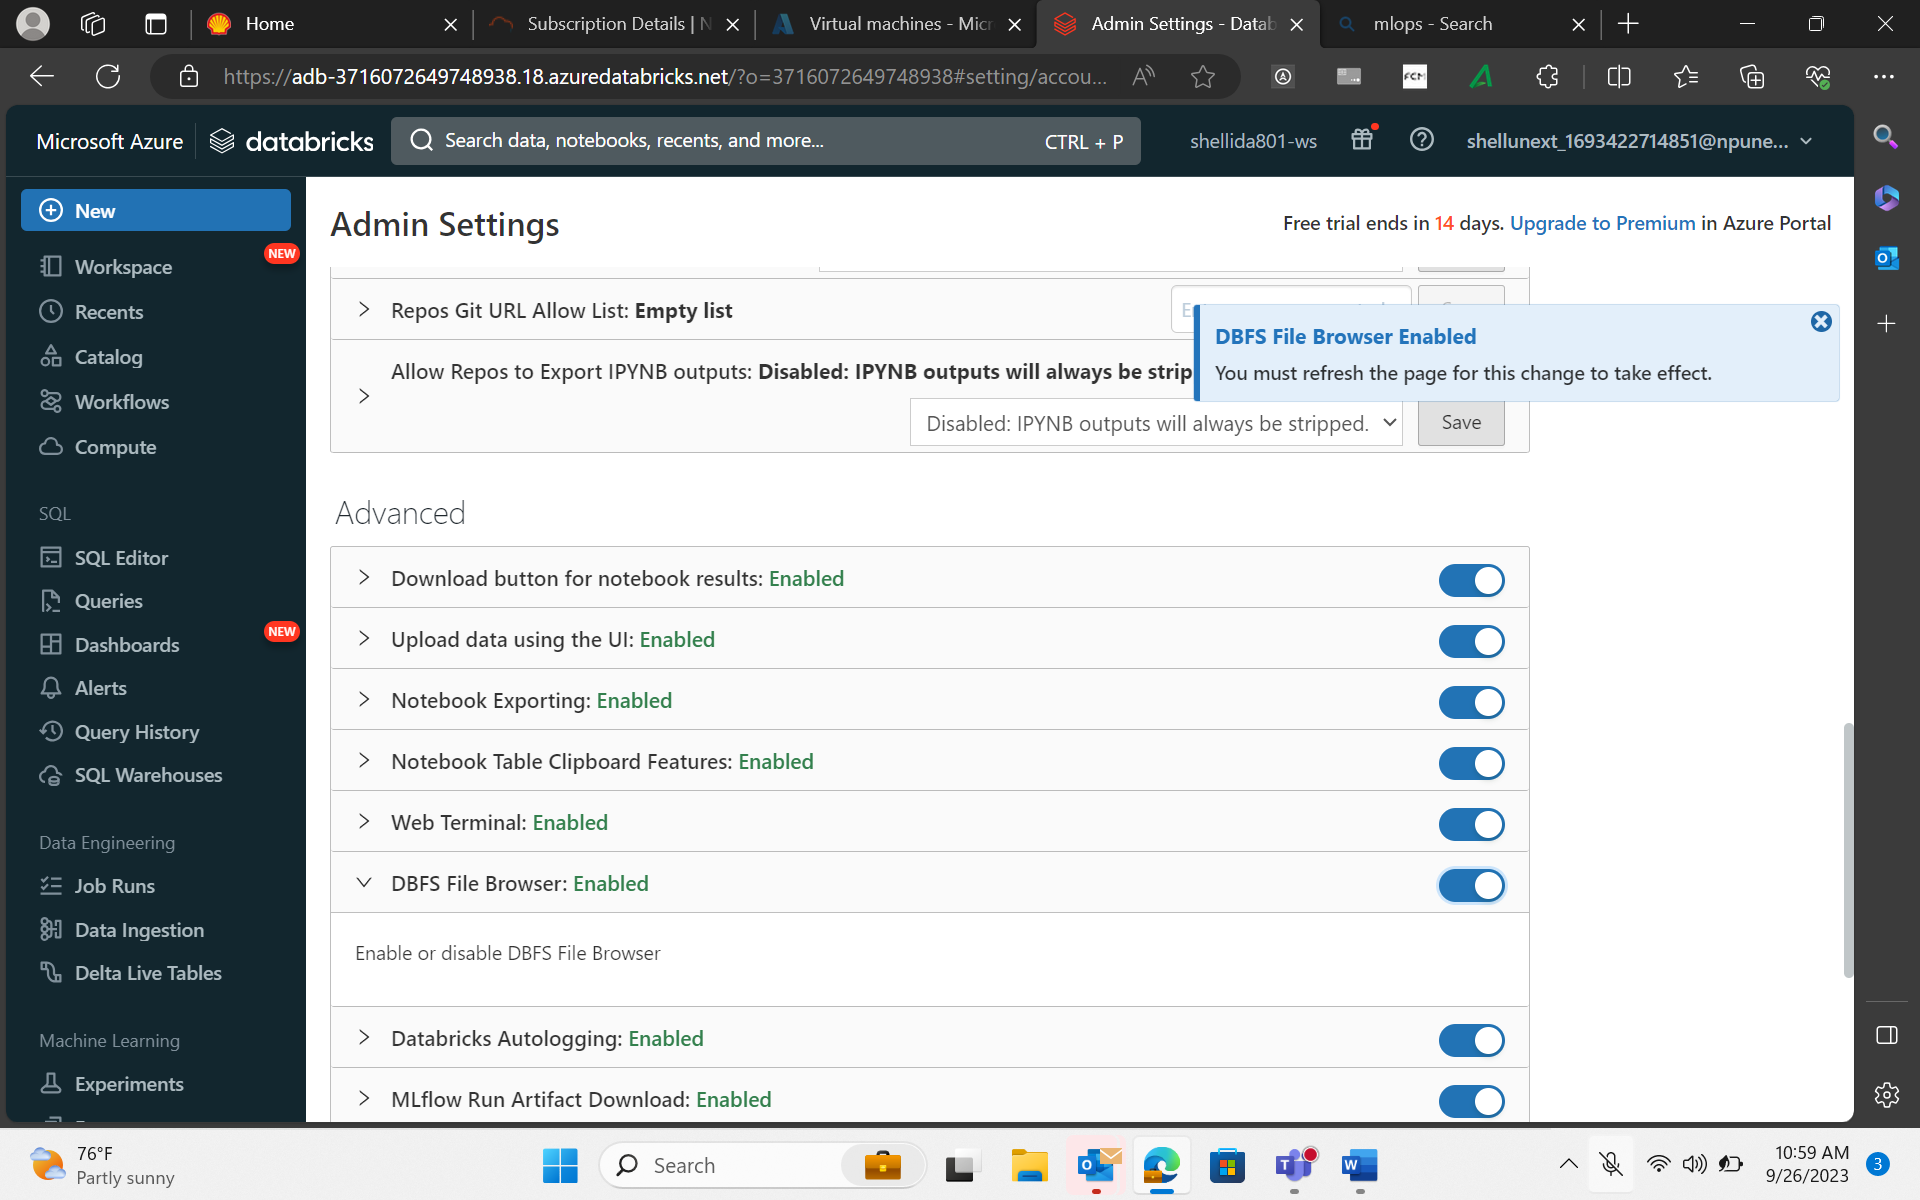 Home
Subscription Details | N
Virtual machines - Micr
Admin Settings - Datab
mlops - Search
https://adb-3716072649748938.18.azuredatabricks.net/?o=3716072649748938#setting/accou...
Microsoft Azure
databricks
Search data, notebooks, recents, and more...
CTRL + P
shellida801-ws
shellunext_1693422714851@npune...
New
Workspace
NEW
Recents
Catalog
Workflows
Compute
SQL
SQL Editor
Queries
Dashboards
NEW
Alerts
Query History
SQL Warehouses
Data Engineering
Job Runs
Data Ingestion
Delta Live Tables
Machine Learning
Experiments
Admin Settings
Free trial ends in 14 days. Upgrade to Premium in Azure Portal
Repos Git URL Allow List: Empty list
DBFS File Browser Enabled
You must refresh the page for this change to take effect.
Allow Repos to Export IPYNB outputs: Disabled: IPYNB outputs will always be strip
Disabled: IPYNB outputs will always be stripped.
Save
Advanced
Download button for notebook results: Enabled
Upload data using the UI: Enabled
Notebook Exporting: Enabled
Notebook Table Clipboard Features: Enabled
Web Terminal: Enabled
DBFS File Browser: Enabled
Enable or disable DBFS File Browser
Databricks Autologging: Enabled
MLflow Run Artifact Download: Enabled
76°F
Partly sunny
Search
10:59 AM
9/26/2023
3